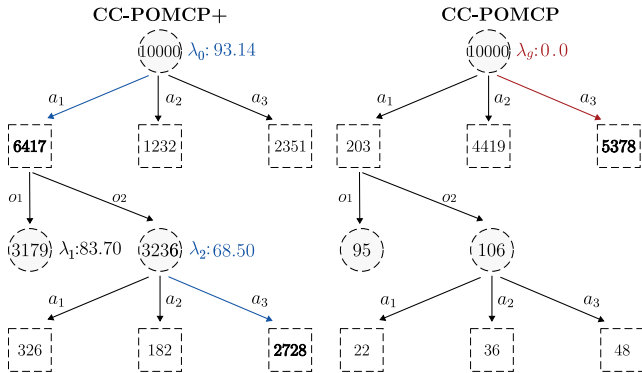 CC-POMCP+ CC-POMCP
10000 λ₀: 93.14 10000 λg: 0.0
a₁ a₂ a₃ a₁ a₂ a₃
6417 1232 2351 203 4419 5378
o₁ o₂ o₁ o₂
3179 λ₁:83.70 3236 λ₂:68.50 95 106
a₁ a₂ a₃ a₁ a₂ a₃
326 182 2728 22 36 48